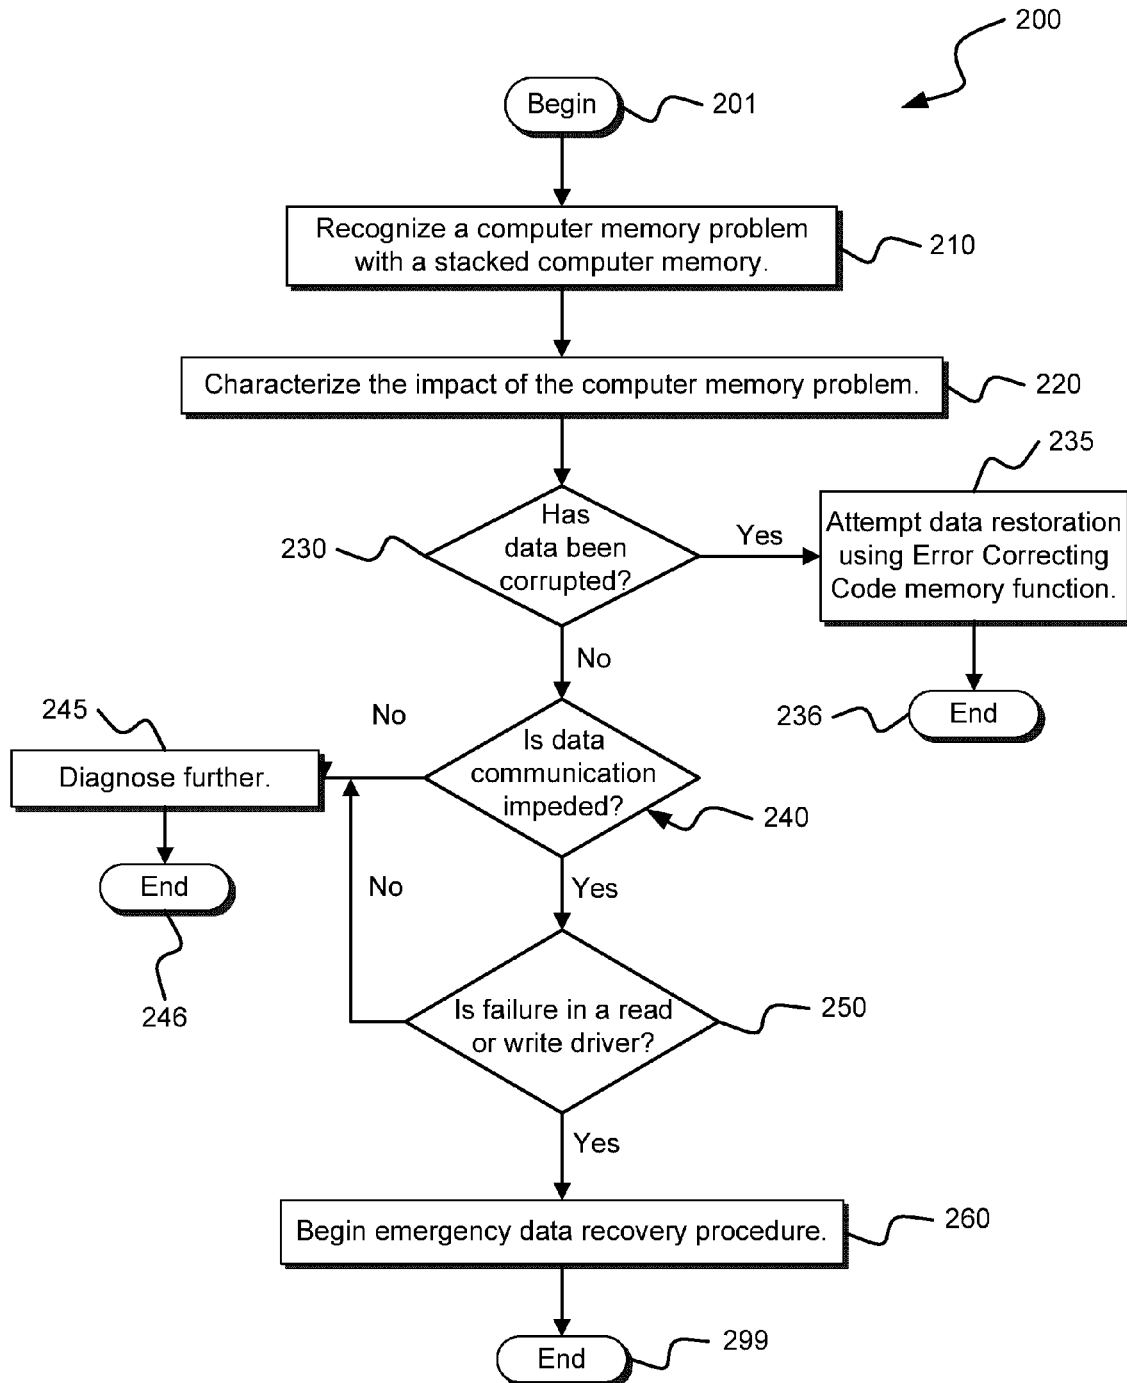 200
Begin
201
Recognize a computer memory problem
with a stacked computer memory.
210
Characterize the impact of the computer memory problem.
220
235
Has
data been
corrupted?
230
Yes
Attempt data restoration
using Error Correcting
Code memory function.
No
236
End
245
No
Is data
communication
impeded?
Diagnose further.
240
End
No
Yes
246
Is failure in a read
or write driver?
250
Yes
Begin emergency data recovery procedure.
260
End
299